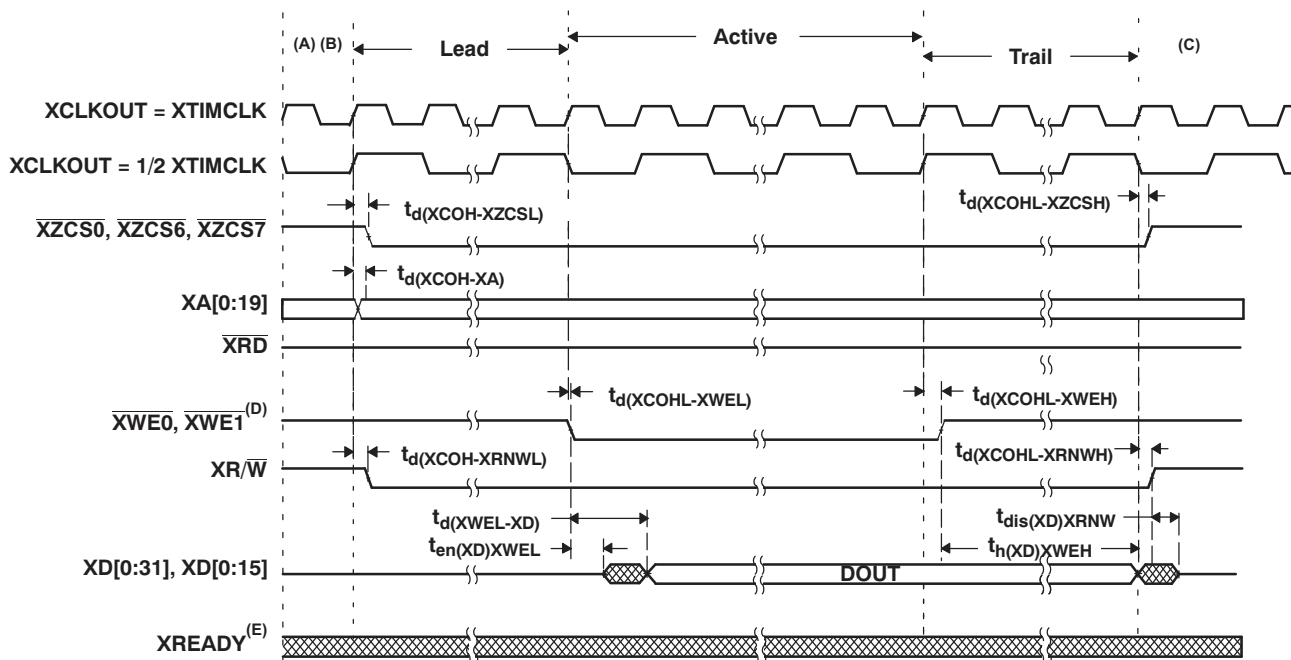 (A) (B)
Lead
Active
Trail
(C)
XCLKOUT = XTIMCLK
XCLKOUT = 1/2 XTIMCLK
td(XCOH-XZCSL)
td(XCOHL-XZCSH)
XZCS0, XZCS6, XZCS7
td(XCOH-XA)
XA[0:19]
XRD
td(XCOHL-XWEL)
td(XCOHL-XWEH)
XWE0, XWE1(D)
td(XCOH-XRNWL)
td(XCOHL-XRNWH)
XR/W
td(XWEL-XD)
tdis(XD)XRNW
ten(XD)XWEL
th(XD)XWEH
XD[0:31], XD[0:15]
DOUT
XREADY(E)